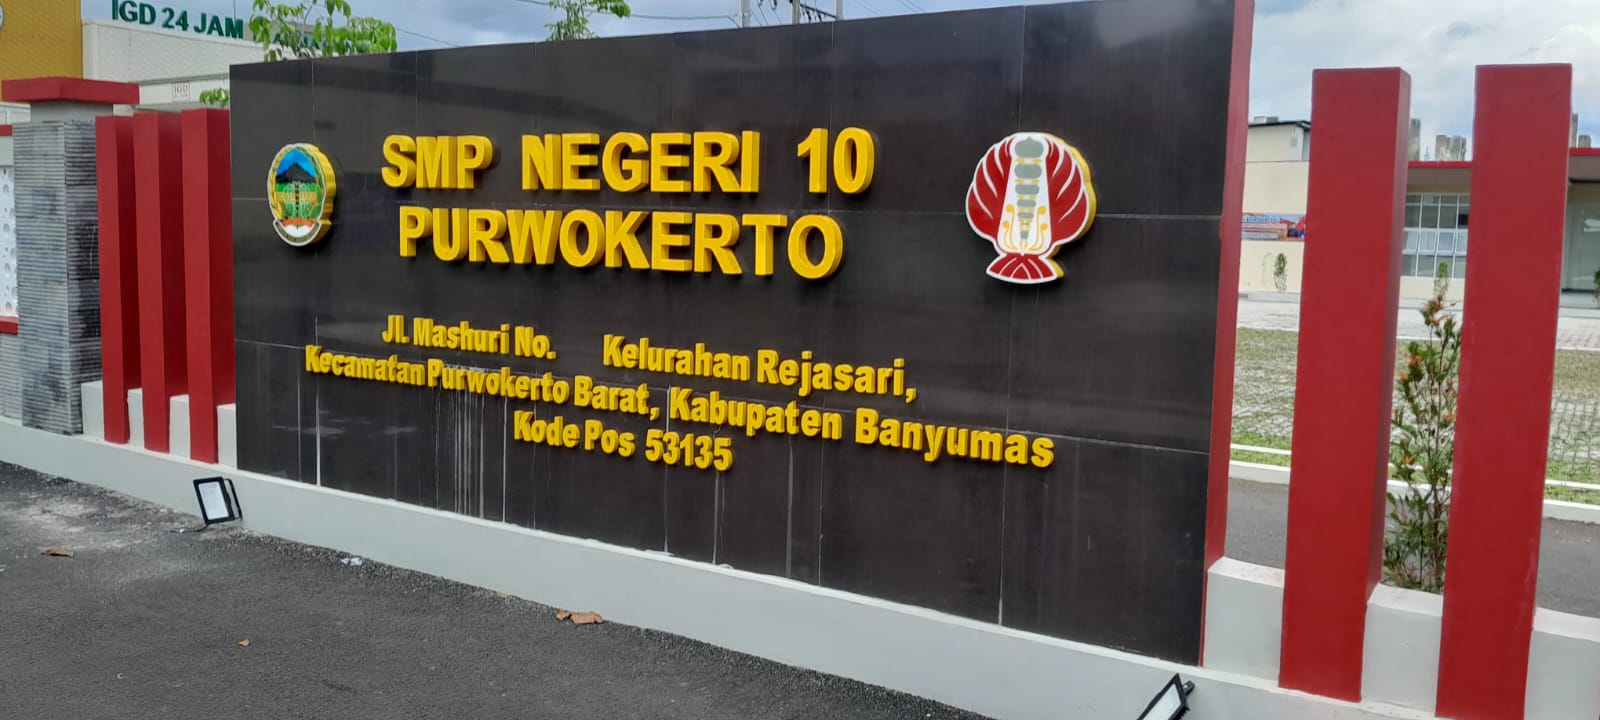 IGD 24 JAM
IGD
SMP NEGERI 10
PURWOKERTO
Jl. Mashuri No. Kelurahan Rejasari,
Kecamatan Purwokerto Barat, Kabupaten Banyumas
Kode Pos 53135